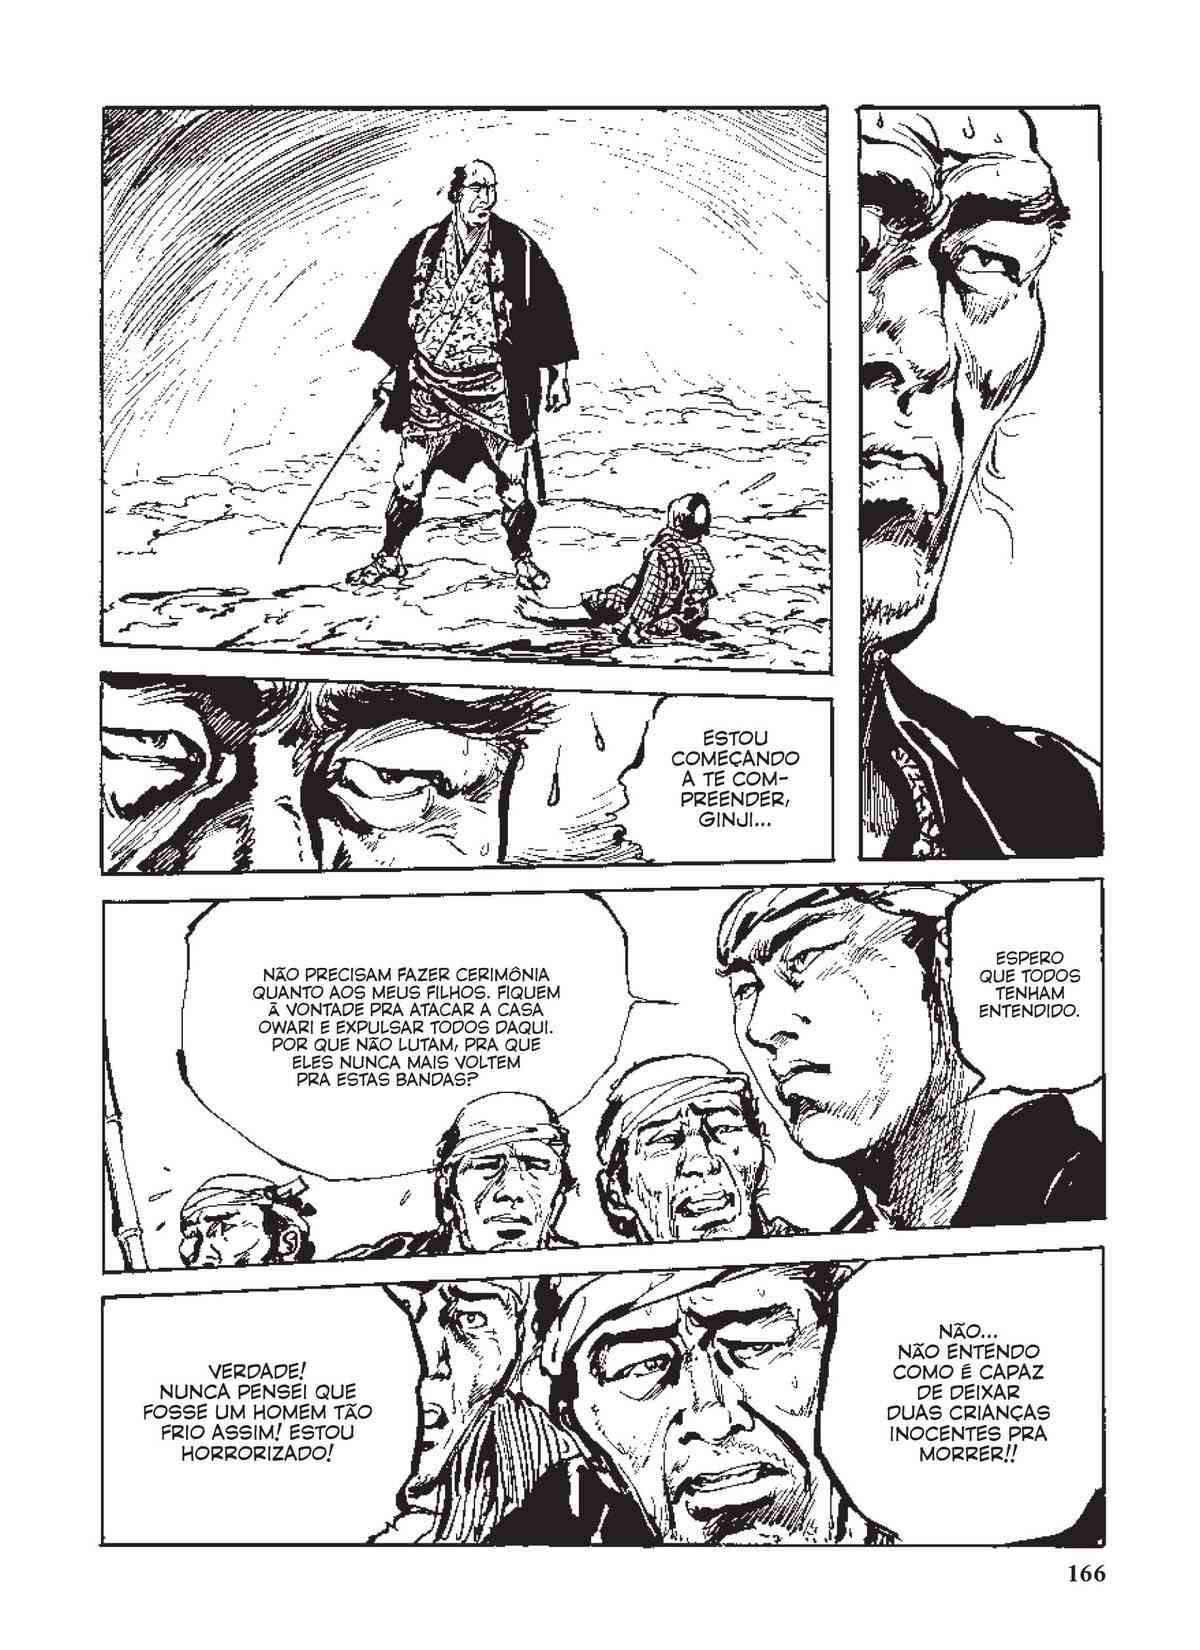 ESTOU
COMEÇANDO
A TE COM-
PREENDER,
GINJI...
ESPERO
QUE TODOS
TENHAM
ENTENDIDO.
NÃO PRECISAM FAZER CERIMÔNIA
QUANTO AOS MEUS FILHOS. FIQUEM
À VONTADE PRA ATACAR A CASA
OWARI E EXPULSAR TODOS DAQUI.
POR QUE NÃO LUTAM, PRA QUE
ELES NUNCA MAIS VOLTEM
PRA ESTAS BANDAS?
NÃO...
NÃO ENTENDO
COMO É CAPAZ
DE DEIXAR
DUAS CRIANÇAS
INOCENTES PRA
MORRER!!
VERDADE!
NUNCA PENSEI QUE
FOSSE UM HOMEM TÃO
FRIO ASSIM! ESTOU
HORRORIZADO!
166